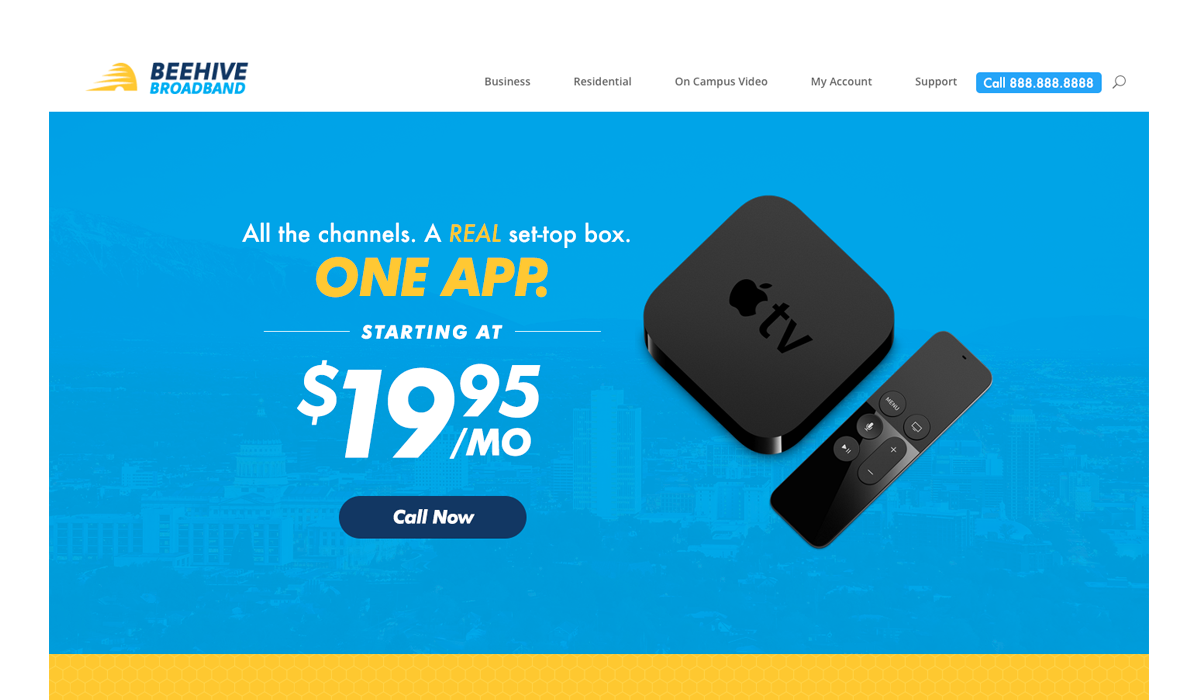 BEEHIVE
BROADBAND
Business Residential On Campus Video My Account Support Call 888.888.8888
All the channels. A REAL set-top box.
ONE APP.
STARTING AT
$19.95/MO
Call Now
tv
MENU